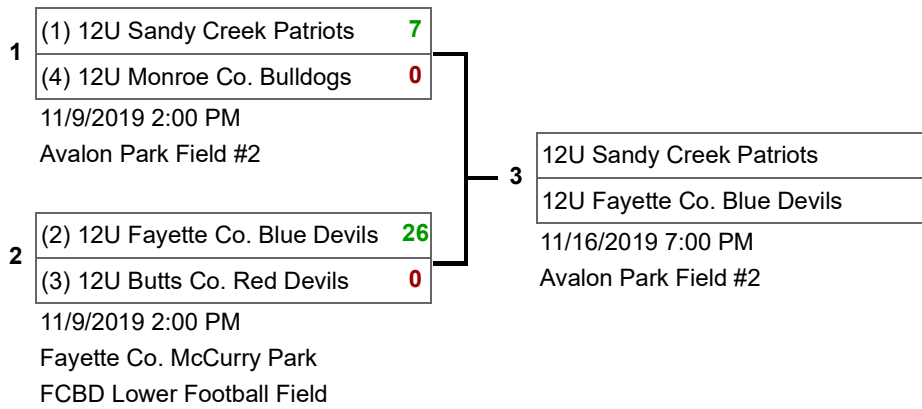 1
(1) 12U Sandy Creek Patriots 7
(4) 12U Monroe Co. Bulldogs 0
11/9/2019 2:00 PM
Avalon Park Field #2
2
(2) 12U Fayette Co. Blue Devils 26
(3) 12U Butts Co. Red Devils 0
11/9/2019 2:00 PM
Fayette Co. McCurry Park
FCBD Lower Football Field
3
12U Sandy Creek Patriots
12U Fayette Co. Blue Devils
11/16/2019 7:00 PM
Avalon Park Field #2